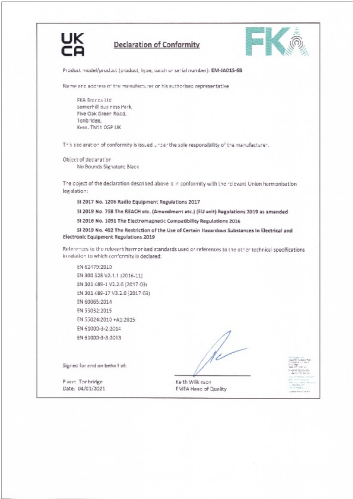 UK
CA
Declaration of Conformity
FKA
Product model/product (product, type, batch or serial number): EM-JA015-SB
Name and address of the manufacturer or his authorised representative
FKA Brands Ltd
Somerhill Business Park,
Five Oak Green Road,
Tonbridge,
Kent, TN11 0GP UK
This declaration of conformity is issued under the sole responsibility of the manufacturer.
Object of declaration
No Bounds Signature Black
The object of the declaration described above is in conformity with the relevant Union harmonisation
legislation:
SI 2017 No. 1206 Radio Equipment Regulations 2017
SI 2019 No. 758 The REACH etc. (Amendment etc.) (EU exit) Regulations 2019 as amended
SI 2016 No. 1091 The Electromagnetic Compatibility Regulations 2016
SI 2019 No. 492 The Restriction of the Use of Certain Hazardous Substances in Electrical and
Electronic Equipment Regulations 2019
References to the relevant harmonised standards used or references to the other technical specifications
in relation to which conformity is declared:
EN 62479:2010
EN 300 328 V2.1.1 (2016-11)
EN 301 489-1 V2.2.0 (2017-03)
EN 301 489-17 V3.2.0 (2017-03)
EN 60065:2014
EN 55032:2015
EN 55024:2010 +A1:2015
EN 61000-3-2:2014
EN 61000-3-3:2013
Signed for and on behalf of:
Place: Tonbridge
Date: 04/01/2021
Keith Wilkinson
EMEA Head of Quality